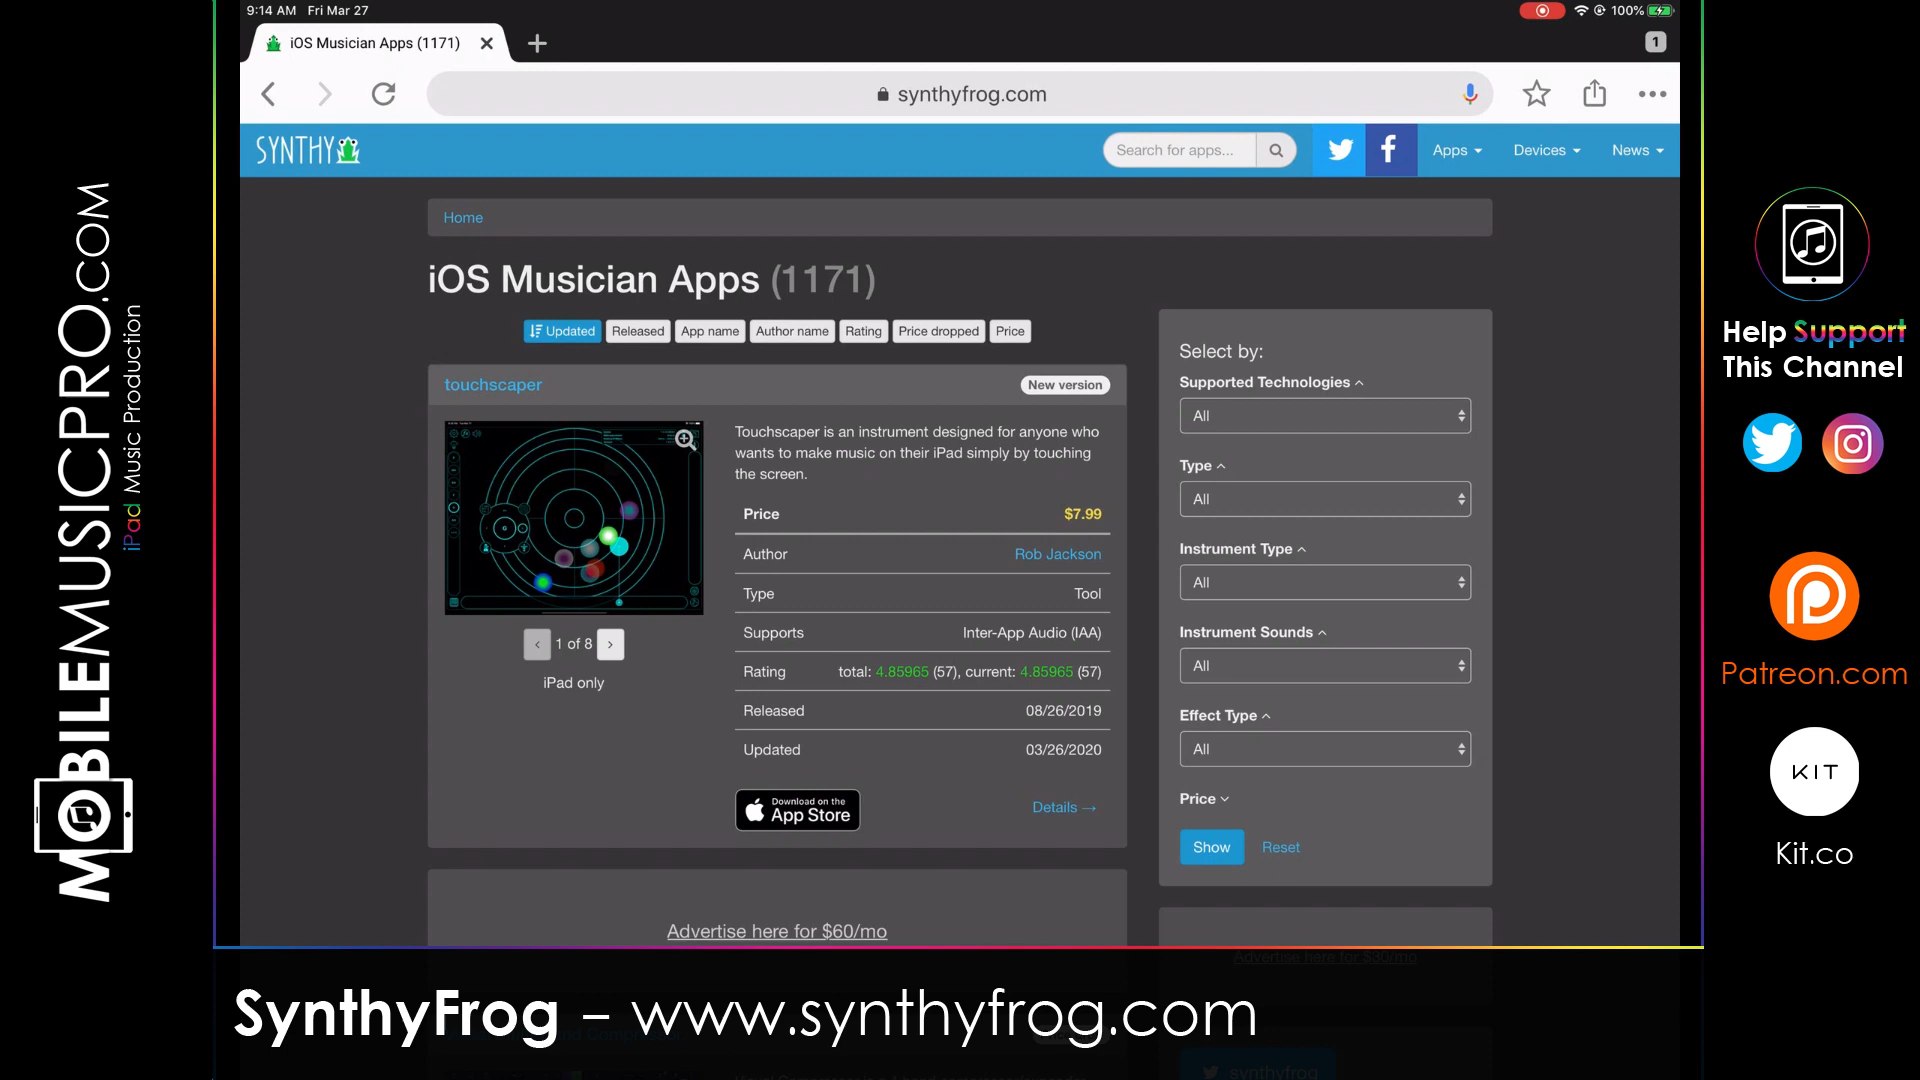 9:14 AM Fri Mar 27
100%
iOS Musician Apps (1171)
1
synthyfrog.com
SYNTHY
Search for apps...
Apps
Devices
News
Home
iOS Musician Apps (1171)
Updated Released App name Author name Rating Price dropped Price
touchscaper
New version
Touchscaper is an instrument designed for anyone who
wants to make music on their iPad simply by touching
the screen.
Price $7.99
Author Rob Jackson
Type Tool
Supports Inter-App Audio (IAA)
Rating total: 4.85965 (57), current: 4.85965 (57)
Released 08/26/2019
Updated 03/26/2020
1 of 8
iPad only
Download on the
App Store
Details →
Advertise here for $60/mo
Select by:
Supported Technologies
All
Type
All
Instrument Type
All
Instrument Sounds
All
Effect Type
All
Price
Show Reset
Advertise here for $30/mo
synthyfrog
SynthyFrog – www.synthyfrog.com
MOBILEMUSICPRO.COM
iPad Music Production
Help Support
This Channel
Patreon.com
KIT
Kit.co